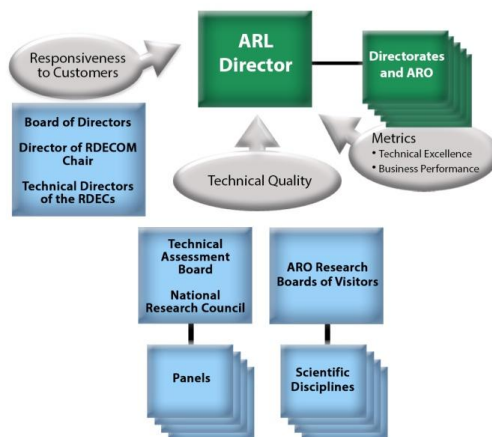 Responsiveness
to Customers
ARL
Director
Directorates
and ARO
Board of Directors
Director of RDECOM
Chair
Technical Directors
of the RDECs
Metrics
• Technical Excellence
• Business Performance
Technical Quality
Technical
Assessment
Board
National
Research Council
ARO Research
Boards of Visitors
Panels
Scientific
Disciplines